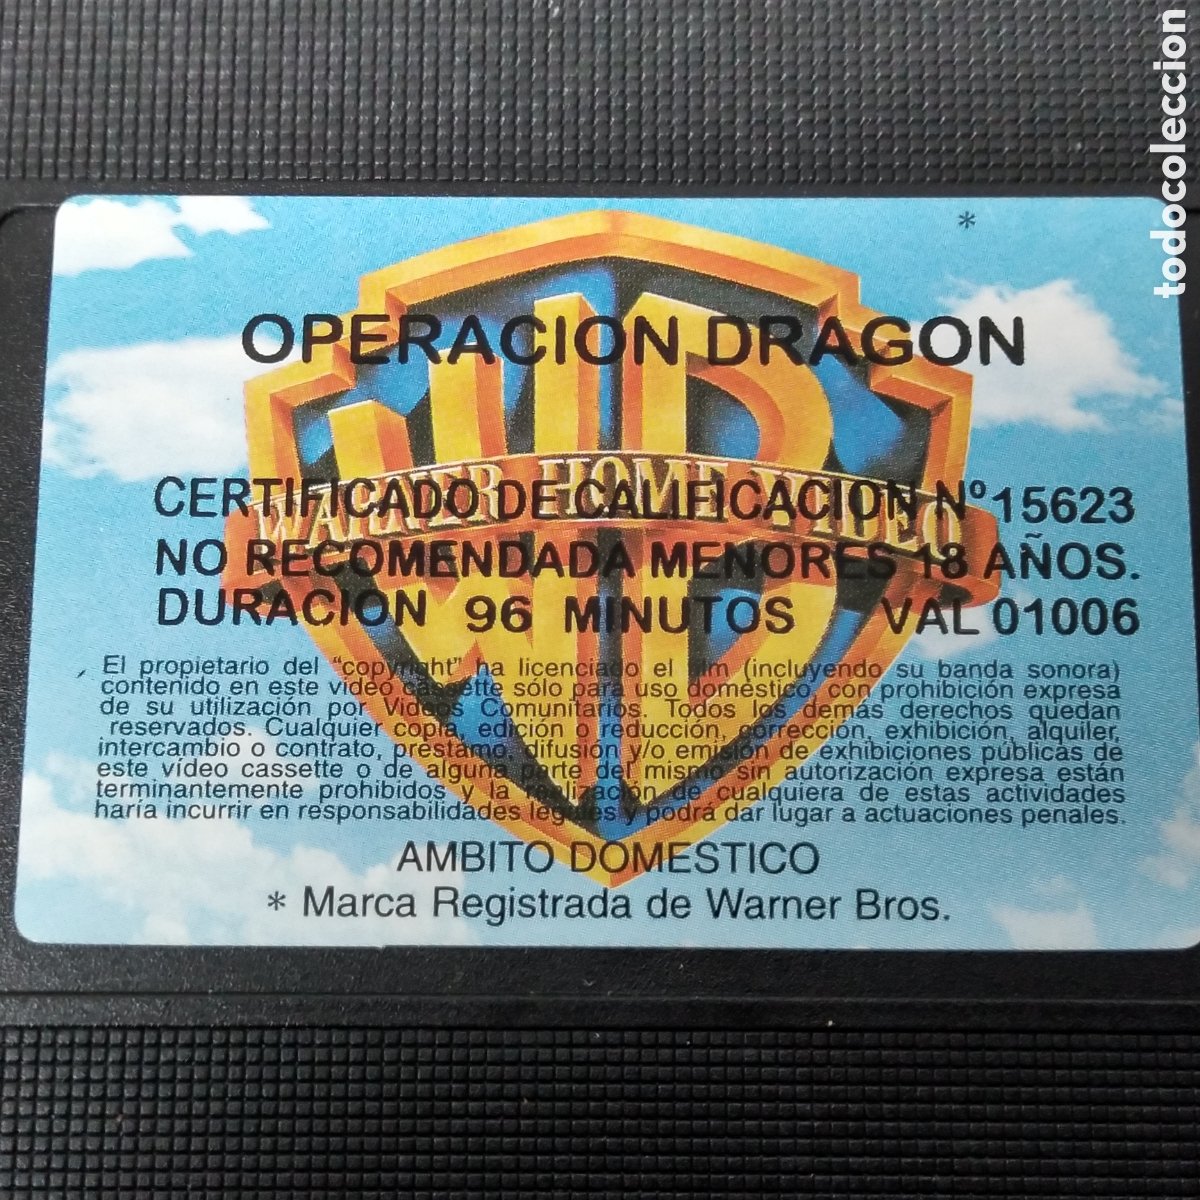 todocoleccion
*
OPERACION DRAGON
WARNER HOME VIDEO
CERTIFICADO DE CALIFICACION Nº 15623
NO RECOMENDADA MENORES 18 AÑOS.
DURACION 96 MINUTOS VAL 01006
El propietario del "copyright" ha licenciado el film (incluyendo su banda sonora)
contenido en este vídeo cassette sólo para uso doméstico, con prohibición expresa
de su utilización por Vídeos Comunitarios. Todos los demás derechos quedan
reservados. Cualquier copia, edición o reducción, corrección, exhibición, alquiler,
intercambio o contrato, préstamo, difusión y/o emisión de exhibiciones públicas de
este vídeo cassette o de alguna parte del mismo sin autorización expresa están
terminantemente prohibidos y la realización de cualquiera de estas actividades
haría incurrir en responsabilidades legales y podrá dar lugar a actuaciones penales.
AMBITO DOMESTICO
* Marca Registrada de Warner Bros.